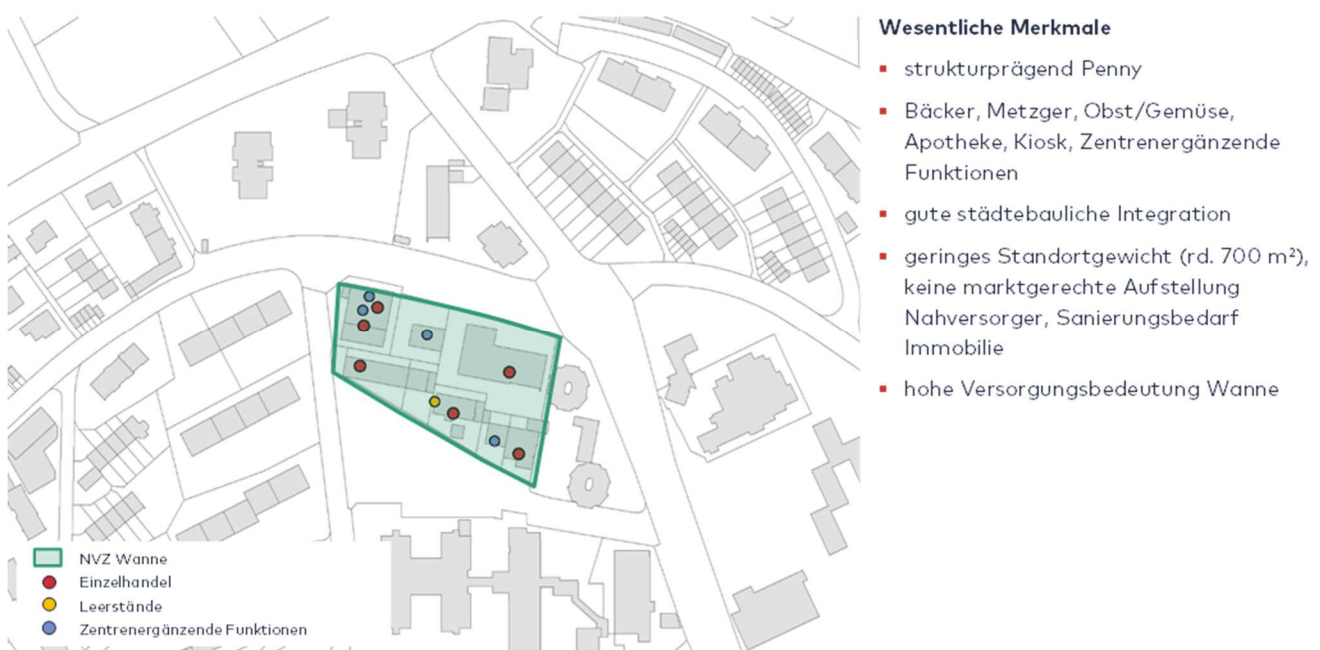 Wesentliche Merkmale
▪ strukturprägend Penny
▪ Bäcker, Metzger, Obst/Gemüse,
Apotheke, Kiosk, Zentrenergänzende
Funktionen
▪ gute städtebauliche Integration
▪ geringes Standortgewicht (rd. 700 m²),
keine marktgerechte Aufstellung
Nahversorger, Sanierungsbedarf
Immobilie
▪ hohe Versorgungsbedeutung Wanne
NVZ Wanne
Einzelhandel
Leerstände
Zentrenergänzende Funktionen